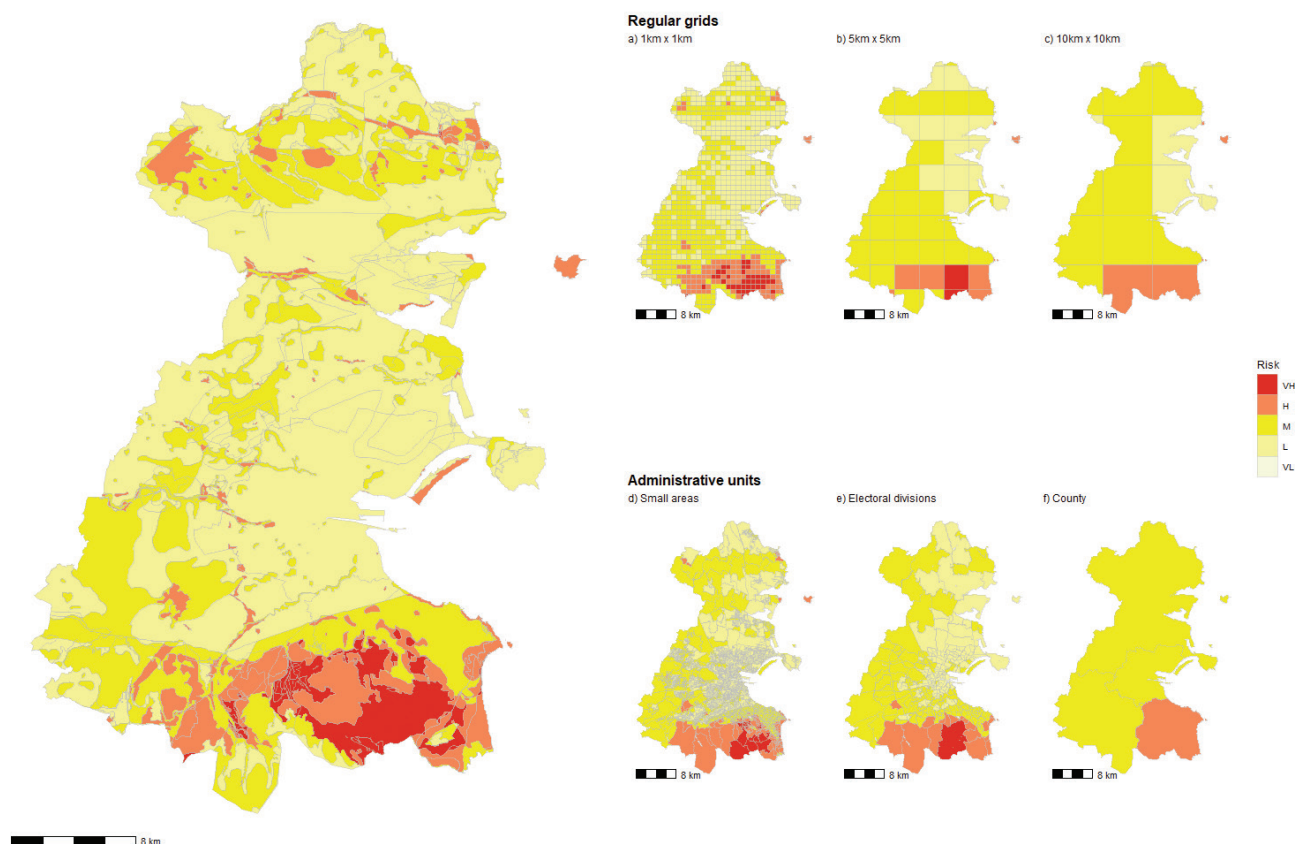 Regular grids
a) 1km x 1km
b) 5km x 5km
c) 10km x 10km
8 km
8 km
8 km
Risk
VH
H
M
L
VL
Administrative units
d) Small areas
e) Electoral divisions
f) County
8 km
8 km
8 km
8 km